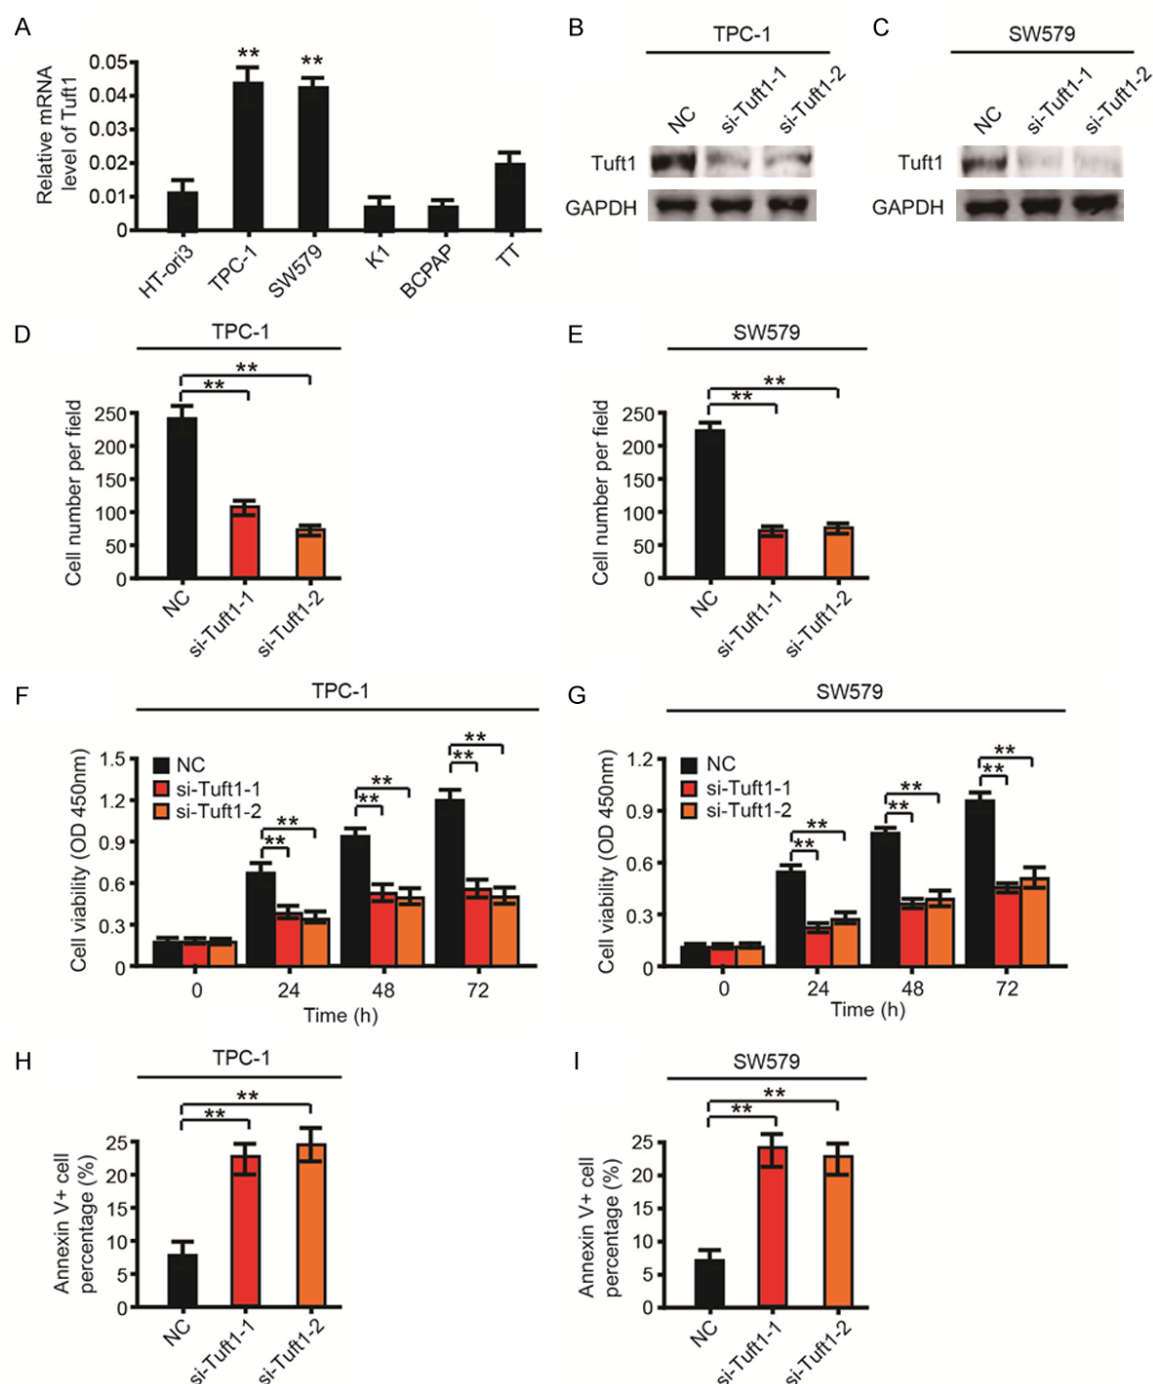 A
Relative mRNA
level of Tuft1
0.05
0.04
0.03
0.02
0.01
0
** **
HT-ori3 TPC-1 SW579 K1 BCPAP TT
B
TPC-1
NC si-Tuft1-1 si-Tuft1-2
Tuft1
GAPDH
C
SW579
NC si-Tuft1-1 si-Tuft1-2
Tuft1
GAPDH
D
TPC-1
**
**
Cell number per field
250
200
150
100
50
0
NC si-Tuft1-1 si-Tuft1-2
E
SW579
**
**
Cell number per field
250
200
150
100
50
0
NC si-Tuft1-1 si-Tuft1-2
F
TPC-1
Cell viability (OD 450nm)
1.5
1.2
0.9
0.6
0.3
0
NC
si-Tuft1-1
si-Tuft1-2
**
**
**
**
**
**
0 24 48 72
Time (h)
G
SW579
Cell viability (OD 450nm)
1.2
0.9
0.6
0.3
0
NC
si-Tuft1-1
si-Tuft1-2
**
**
**
**
**
**
0 24 48 72
Time (h)
H
TPC-1
**
**
Annexin V+ cell
percentage (%)
25
20
15
10
5
0
NC si-Tuft1-1 si-Tuft1-2
I
SW579
**
**
Annexin V+ cell
percentage (%)
25
20
15
10
5
0
NC si-Tuft1-1 si-Tuft1-2